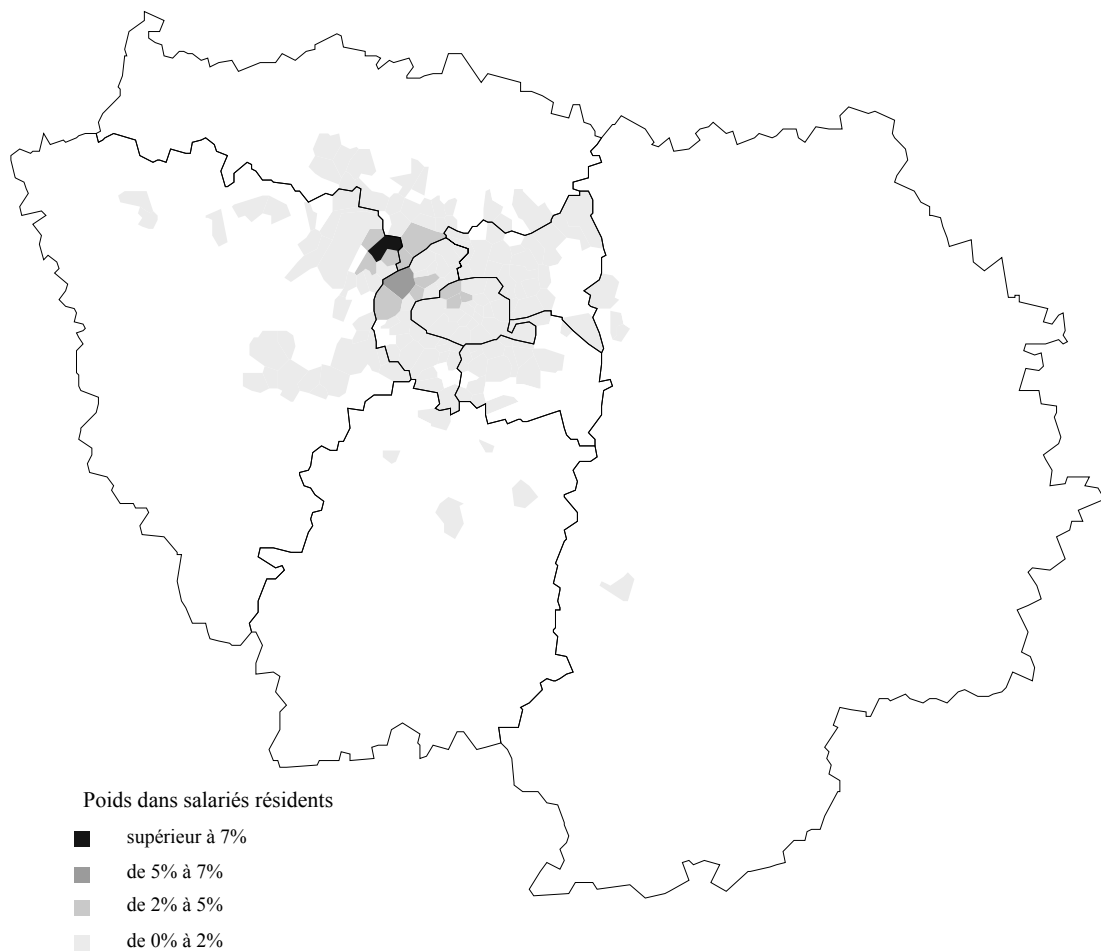 Poids dans salariés résidents
supérieur à 7%
de 5% à 7%
de 2% à 5%
de 0% à 2%